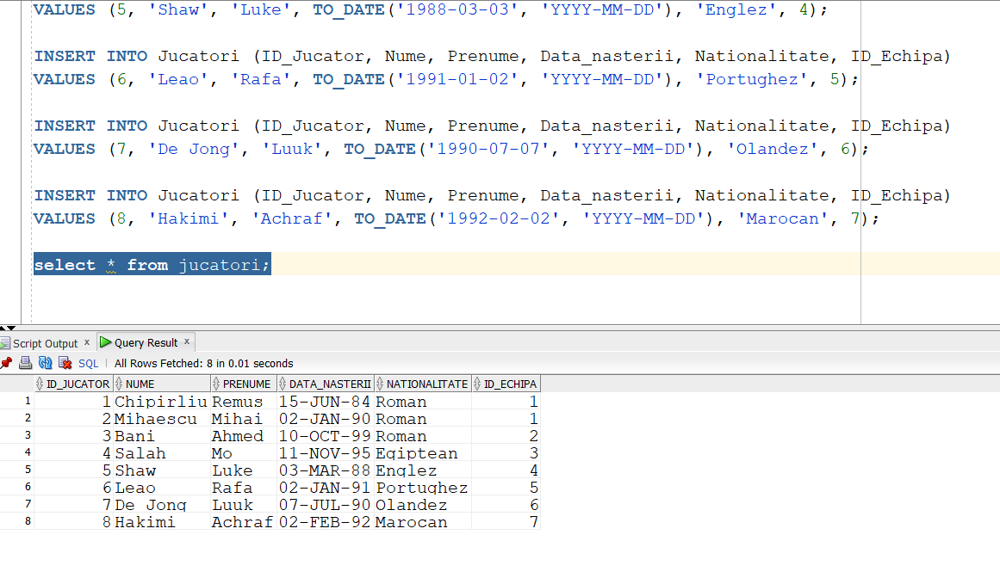 VALUES (5, 'Shaw', 'Luke', TO_DATE('1988-03-03', 'YYYY-MM-DD'), 'Englez', 4);
INSERT INTO Jucatori (ID_Jucator, Nume, Prenume, Data_nasterii, Nationalitate, ID_Echipa)
VALUES (6, 'Leao', 'Rafa', TO_DATE('1991-01-02', 'YYYY-MM-DD'), 'Portughez', 5);
INSERT INTO Jucatori (ID_Jucator, Nume, Prenume, Data_nasterii, Nationalitate, ID_Echipa)
VALUES (7, 'De Jong', 'Luuk', TO_DATE('1990-07-07', 'YYYY-MM-DD'), 'Olandez', 6);
INSERT INTO Jucatori (ID_Jucator, Nume, Prenume, Data_nasterii, Nationalitate, ID_Echipa)
VALUES (8, 'Hakimi', 'Achraf', TO_DATE('1992-02-02', 'YYYY-MM-DD'), 'Marocan', 7);
select * from jucatori;
Script Output x Query Result x
SQL | All Rows Fetched: 8 in 0.01 seconds
ID_JUCATOR NUME PRENUME DATA_NASTERII NATIONALITATE ID_ECHIPA
1 1 Chipirliu Remus 15-JUN-84 Roman 1
2 2 Mihaescu Mihai 02-JAN-90 Roman 1
3 3 Bani Ahmed 10-OCT-99 Roman 2
4 4 Salah Mo 11-NOV-95 Egiptean 3
5 5 Shaw Luke 03-MAR-88 Englez 4
6 6 Leao Rafa 02-JAN-91 Portughez 5
7 7 De Jong Luuk 07-JUL-90 Olandez 6
8 8 Hakimi Achraf 02-FEB-92 Marocan 7